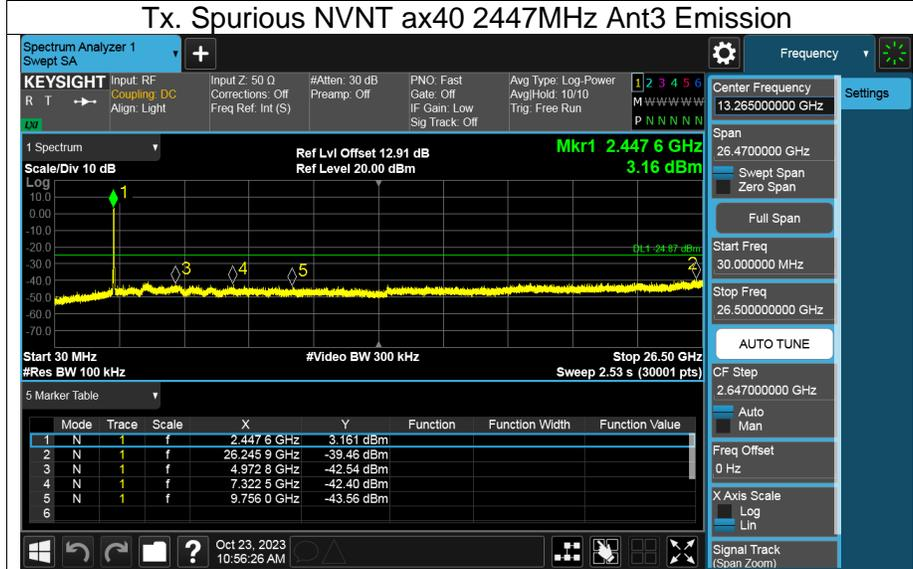 Tx. Spurious NVNT ax40 2447MHz Ant3 Emission
Spectrum Analyzer 1
Swept SA
+
Frequency
KEYSIGHT
R T
LXI
Input: RF
Coupling: DC
Align: Light
Input Z: 50 Ω
Corrections: Off
Freq Ref: Int (S)
#Atten: 30 dB
Preamp: Off
PNO: Fast
Gate: Off
IF Gain: Low
Sig Track: Off
Avg Type: Log-Power
Avg|Hold: 10/10
Trig: Free Run
1 2 3 4 5 6
M W W W W W
P N N N N N
1 Spectrum
Scale/Div 10 dB
Ref Lvl Offset 12.91 dB
Ref Level 20.00 dBm
Mkr1 2.447 6 GHz
3.16 dBm
Log
10.0
0.00
-10.0
-20.0
-30.0
-40.0
-50.0
-60.0
-70.0
1
3
4
5
2
DL1 -24.87 dBm
Start 30 MHz
#Res BW 100 kHz
#Video BW 300 kHz
Stop 26.50 GHz
Sweep 2.53 s (30001 pts)
5 Marker Table
Mode Trace Scale X Y Function Function Width Function Value
1 N 1 f 2.447 6 GHz 3.161 dBm
2 N 1 f 26.245 9 GHz -39.46 dBm
3 N 1 f 4.972 8 GHz -42.54 dBm
4 N 1 f 7.322 5 GHz -42.40 dBm
5 N 1 f 9.756 0 GHz -43.56 dBm
6
?
Oct 23, 2023
10:56:26 AM
Center Frequency
13.265000000 GHz
Span
26.4700000 GHz
Swept Span
Zero Span
Full Span
Start Freq
30.000000 MHz
Stop Freq
26.500000000 GHz
AUTO TUNE
CF Step
2.647000000 GHz
Auto
Man
Freq Offset
0 Hz
X Axis Scale
Log
Lin
Signal Track
(Span Zoom)
Settings